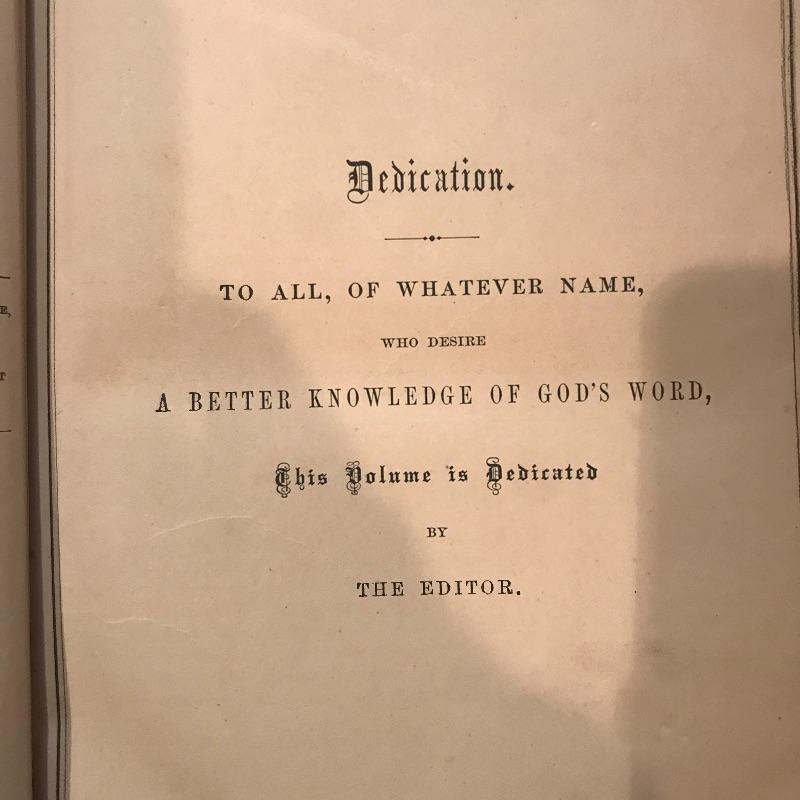 Dedication.
TO ALL, OF WHATEVER NAME,
WHO DESIRE
A BETTER KNOWLEDGE OF GOD'S WORD,
This Volume is Dedicated
BY
THE EDITOR.